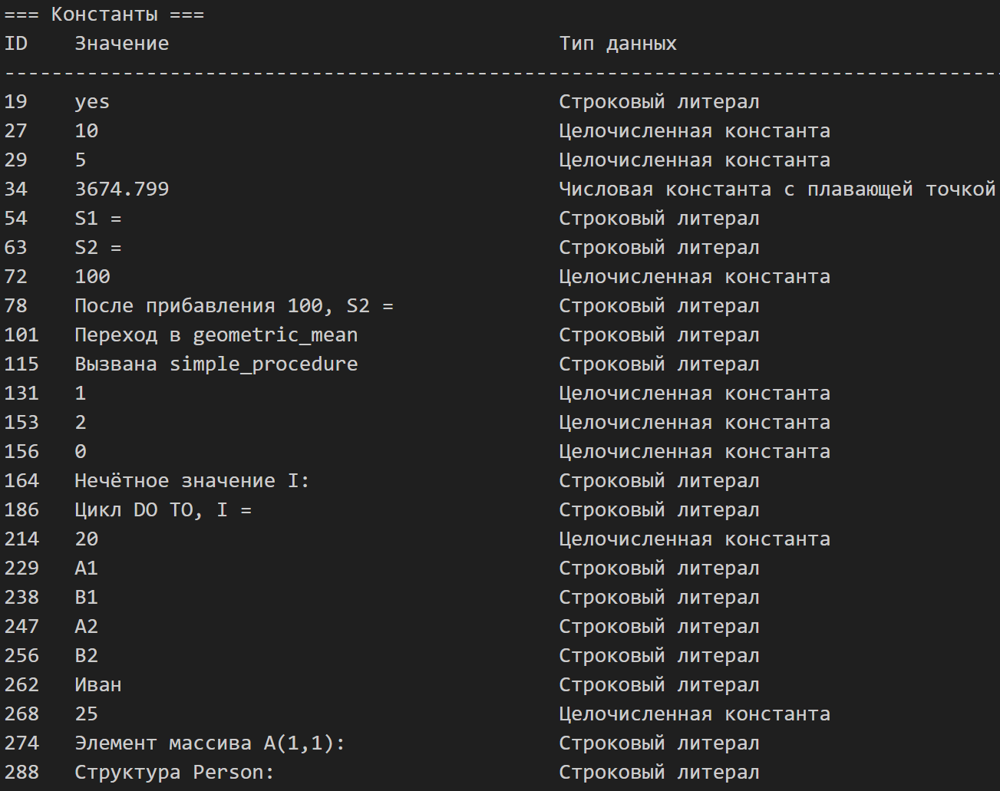 === Константы ===
ID Значение Тип данных
-------------------------------------------------------------------------------------
19 yes Строковый литерал
27 10 Целочисленная константа
29 5 Целочисленная константа
34 3674.799 Числовая константа с плавающей точкой
54 S1 = Строковый литерал
63 S2 = Строковый литерал
72 100 Целочисленная константа
78 После прибавления 100, S2 = Строковый литерал
101 Переход в geometric_mean Строковый литерал
115 Вызвана simple_procedure Строковый литерал
131 1 Целочисленная константа
153 2 Целочисленная константа
156 0 Целочисленная константа
164 Нечётное значение I: Строковый литерал
186 Цикл DO TO, I = Строковый литерал
214 20 Целочисленная константа
229 A1 Строковый литерал
238 B1 Строковый литерал
247 A2 Строковый литерал
256 B2 Строковый литерал
262 Иван Строковый литерал
268 25 Целочисленная константа
274 Элемент массива A(1,1): Строковый литерал
288 Структура Person: Строковый литерал